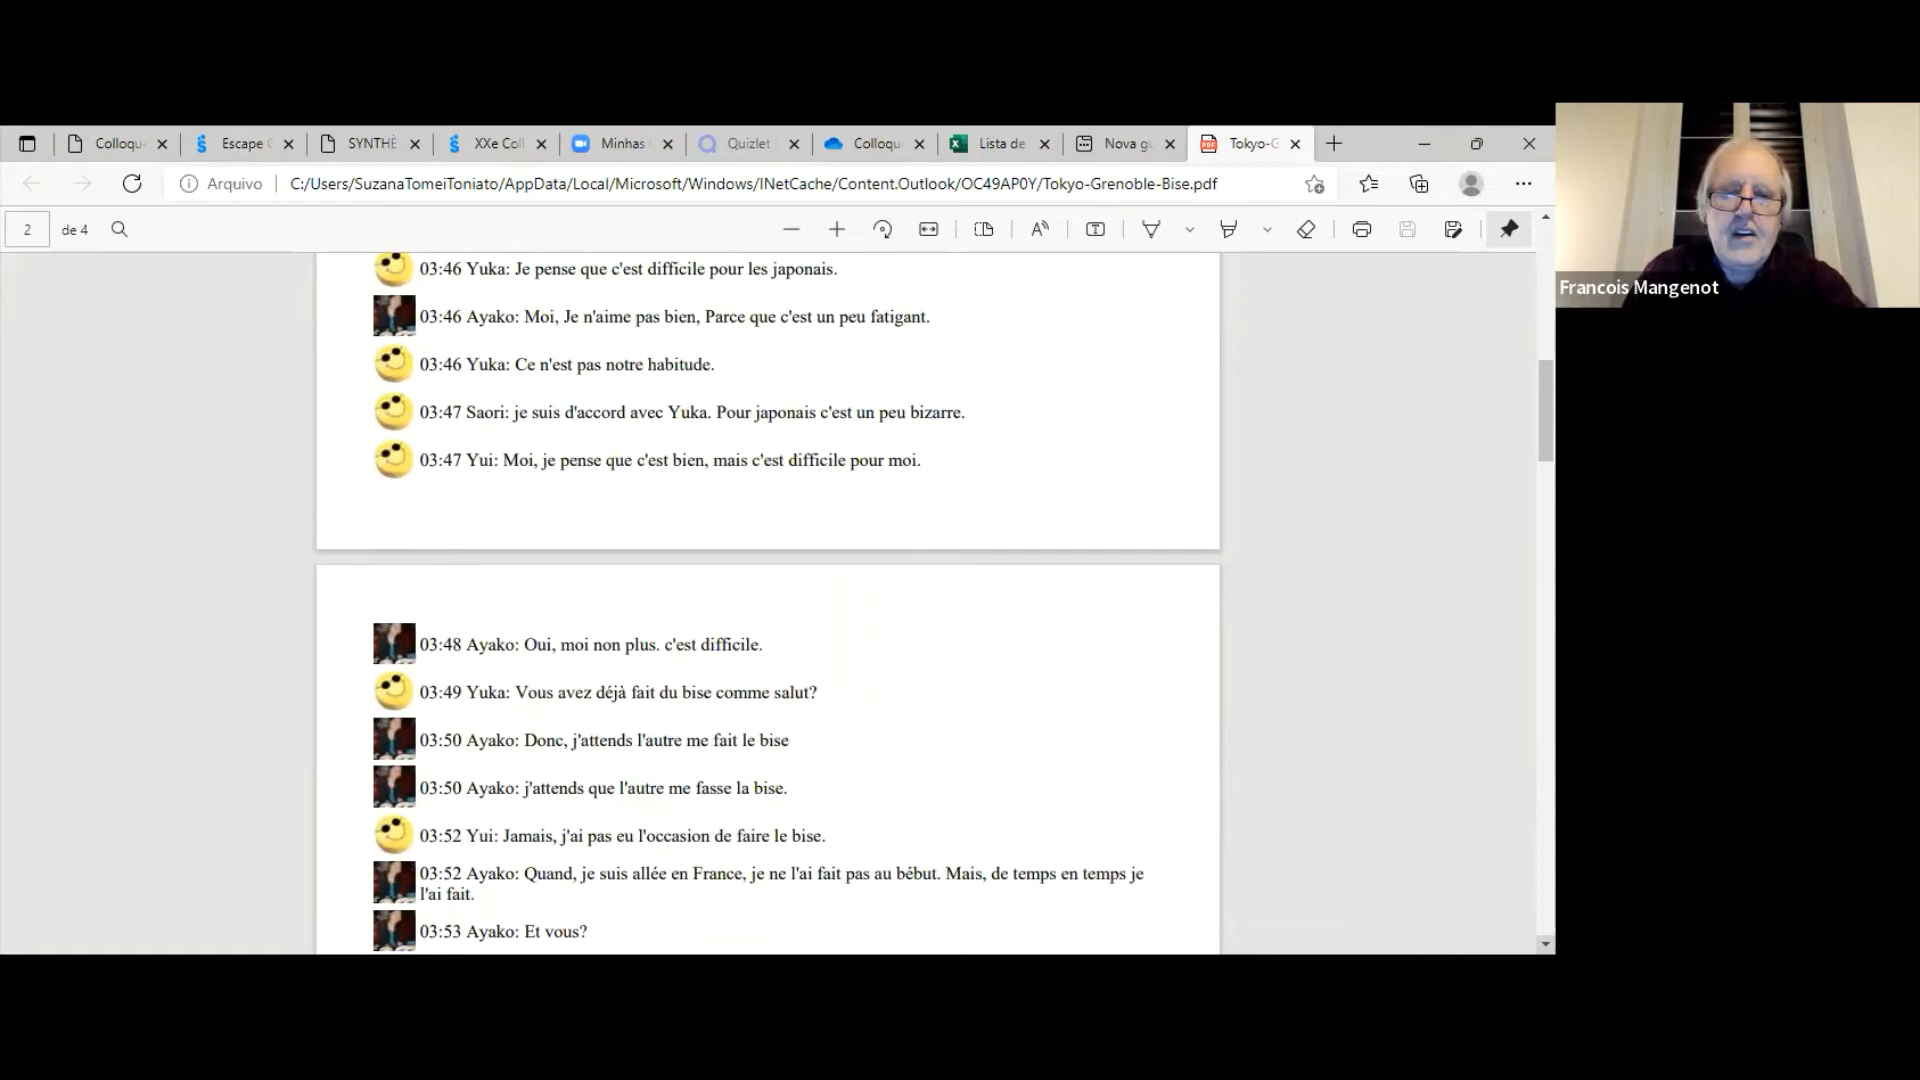 Colloqu
Escape
SYNTHÈ
XXe Coll
Minhas
Quizlet
Colloqu
Lista de
Nova gu
Tokyo-G
Arquivo
C:/Users/SuzanaTomeiToniato/AppData/Local/Microsoft/Windows/INetCache/Content.Outlook/OC49AP0Y/Tokyo-Grenoble-Bise.pdf
2 de 4
03:46 Yuka: Je pense que c'est difficile pour les japonais.
03:46 Ayako: Moi, Je n'aime pas bien, Parce que c'est un peu fatigant.
03:46 Yuka: Ce n'est pas notre habitude.
03:47 Saori: je suis d'accord avec Yuka. Pour japonais c'est un peu bizarre.
03:47 Yui: Moi, je pense que c'est bien, mais c'est difficile pour moi.
03:48 Ayako: Oui, moi non plus. c'est difficile.
03:49 Yuka: Vous avez déjà fait du bise comme salut?
03:50 Ayako: Donc, j'attends l'autre me fait le bise
03:50 Ayako: j'attends que l'autre me fasse la bise.
03:52 Yui: Jamais, j'ai pas eu l'occasion de faire le bise.
03:52 Ayako: Quand, je suis allée en France, je ne l'ai fait pas au bébut. Mais, de temps en temps je
l'ai fait.
03:53 Ayako: Et vous?
Francois Mangenot